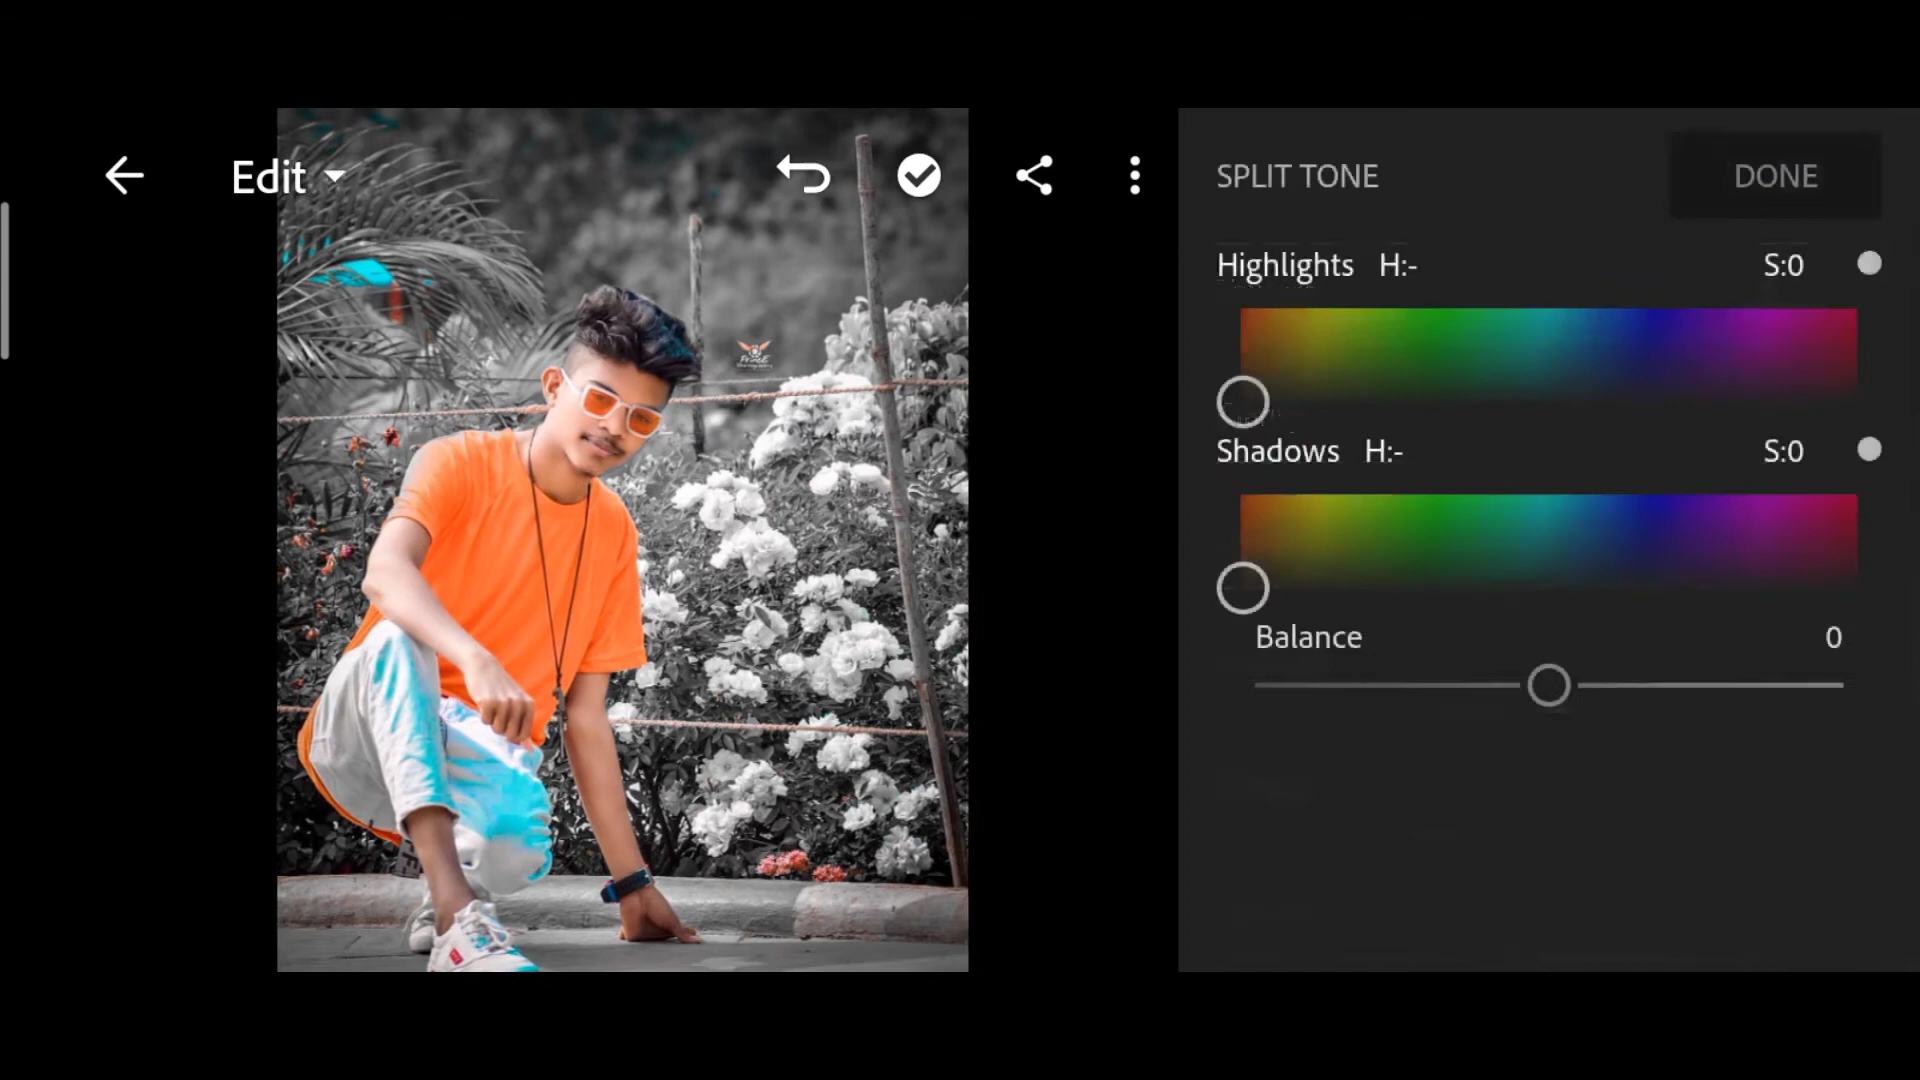 Edit
SPLIT TONE
DONE
Highlights H:-
S:0
Shadows H:-
S:0
Balance
0